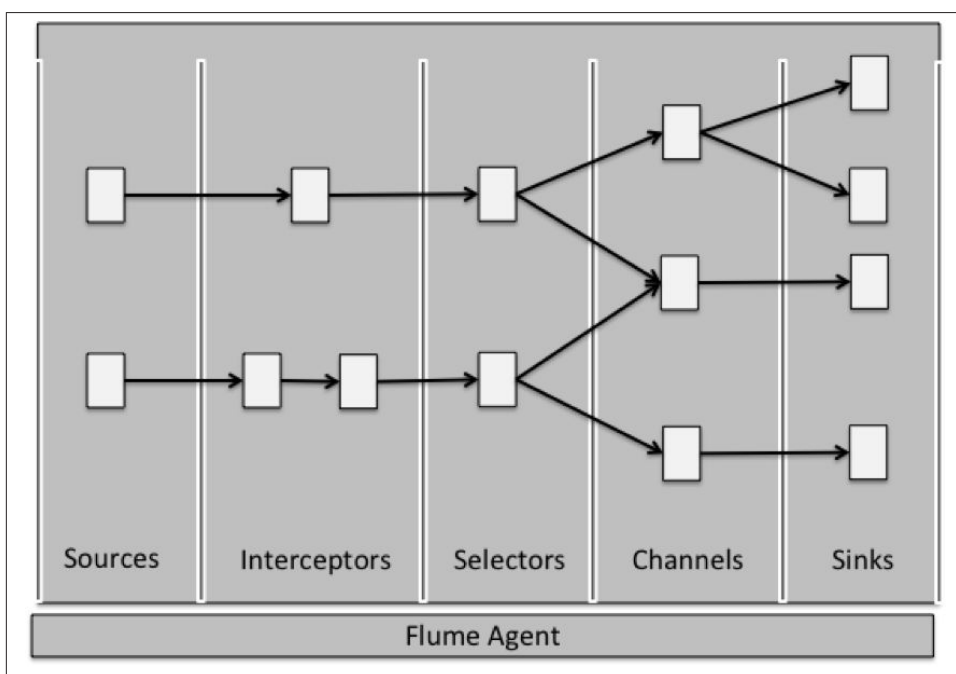 Sources
Interceptors
Selectors
Channels
Sinks
Flume Agent